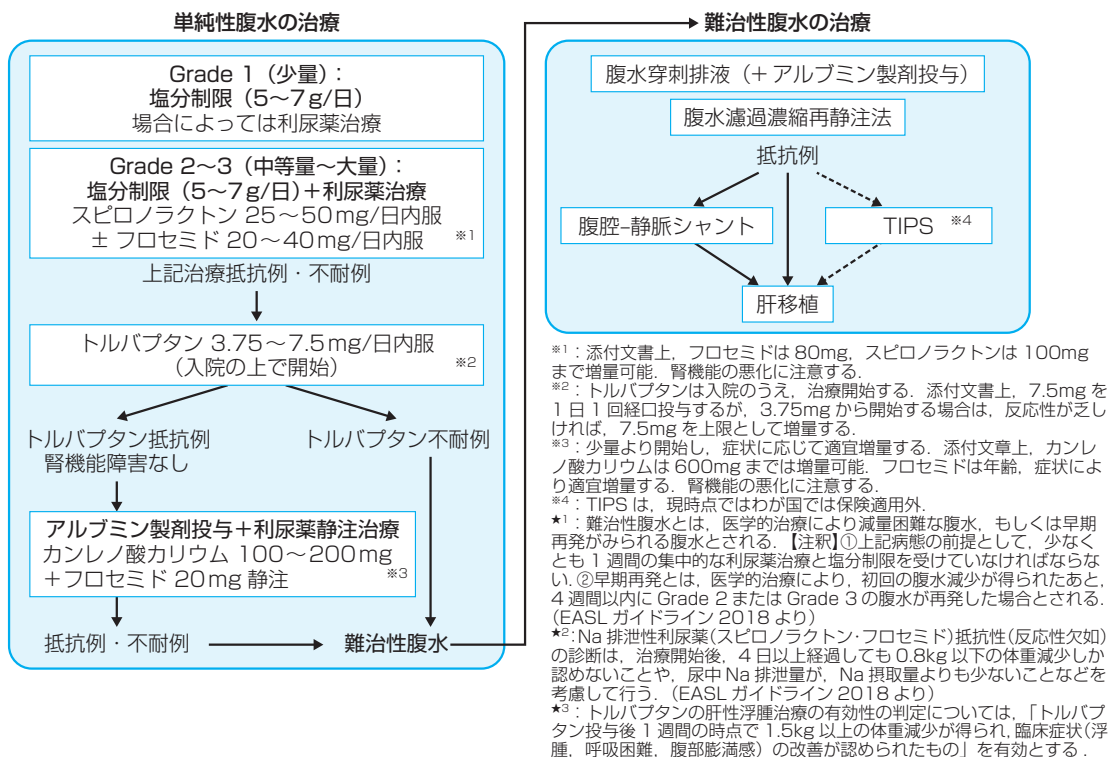 単純性腹水の治療
Grade 1（少量）：
塩分制限（5〜7g/日）
場合によっては利尿薬治療
Grade 2〜3（中等量〜大量）：
塩分制限（5〜7g/日）＋利尿薬治療
スピロノラクトン 25〜50mg/日内服
± フロセミド 20〜40mg/日内服 ※1
上記治療抵抗例・不耐例
トルバプタン 3.75〜7.5mg/日内服
（入院の上で開始） ※2
トルバプタン抵抗例
腎機能障害なし
トルバプタン不耐例
アルブミン製剤投与＋利尿薬静注治療
カンレノ酸カリウム 100〜200mg
＋フロセミド 20mg 静注 ※3
抵抗例・不耐例
難治性腹水
難治性腹水の治療
腹水穿刺排液（＋アルブミン製剤投与）
腹水濾過濃縮再静注法
抵抗例
腹腔–静脈シャント
TIPS ※4
肝移植
※1：添付文書上，フロセミドは 80mg，スピロノラクトンは 100mg
まで増量可能．腎機能の悪化に注意する．
※2：トルバプタンは入院のうえ，治療開始する．添付文書上，7.5mg を
1 日 1 回経口投与するが，3.75mg から開始する場合は，反応性が乏し
ければ，7.5mg を上限として増量する．
※3：少量より開始し，症状に応じて適宜増量する．添付文章上，カンレ
ノ酸カリウムは 600mg までは増量可能．フロセミドは年齢，症状によ
り適宜増量する．腎機能の悪化に注意する．
※4：TIPS は，現時点ではわが国では保険適用外．
★1：難治性腹水とは，医学的治療により減量困難な腹水，もしくは早期
再発がみられる腹水とされる．【注釈】①上記病態の前提として，少なく
とも 1 週間の集中的な利尿薬治療と塩分制限を受けていなければならな
い．②早期再発とは，医学的治療により，初回の腹水減少が得られたあと，
4 週間以内に Grade 2 または Grade 3 の腹水が再発した場合とされる．
（EASL ガイドライン 2018 より）
★2：Na 排泄性利尿薬（スピロノラクトン・フロセミド）抵抗性（反応性欠如）
の診断は，治療開始後，4 日以上経過しても 0.8kg 以下の体重減少しか
認めないことや，尿中 Na 排泄量が，Na 摂取量よりも少ないことなどを
考慮して行う．（EASL ガイドライン 2018 より）
★3：トルバプタンの肝性浮腫治療の有効性の判定については，「トルバプ
タン投与後 1 週間の時点で 1.5kg 以上の体重減少が得られ，臨床症状（浮
腫，呼吸困難，腹部膨満感）の改善が認められたもの」を有効とする．